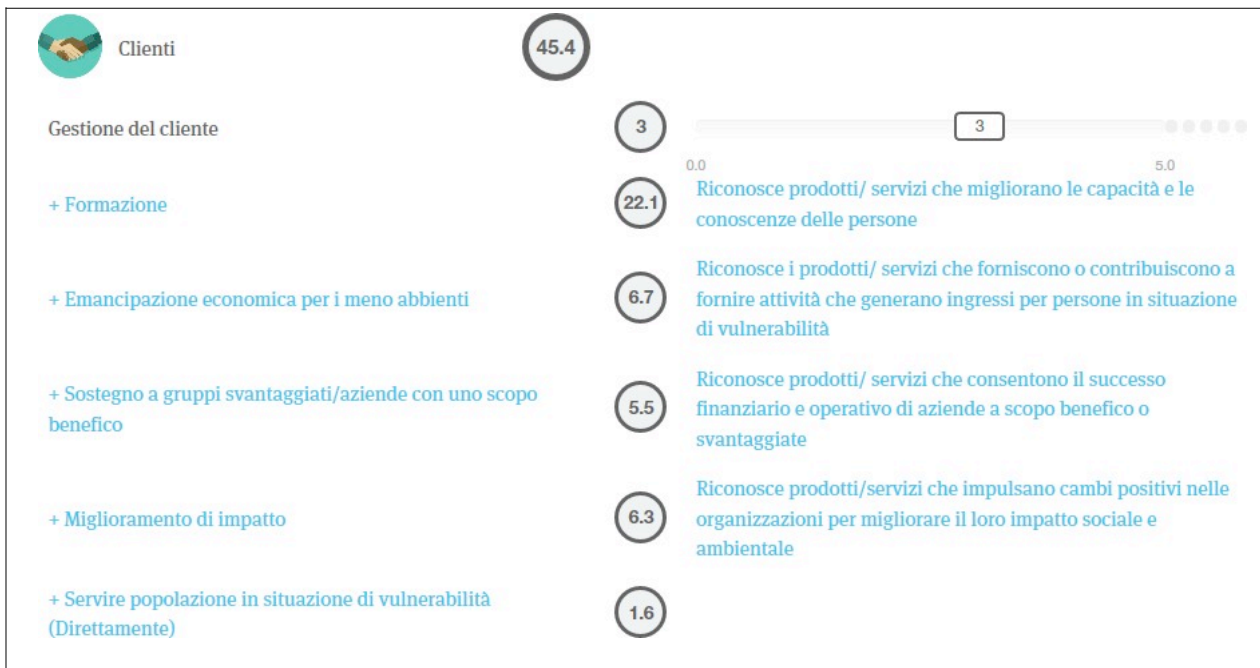 Clienti
45.4
Gestione del cliente
3
3
0.0
5.0
+ Formazione
22.1
Riconosce prodotti/ servizi che migliorano le capacità e le
conoscenze delle persone
+ Emancipazione economica per i meno abbienti
6.7
Riconosce i prodotti/ servizi che forniscono o contribuiscono a
fornire attività che generano ingressi per persone in situazione
di vulnerabilità
+ Sostegno a gruppi svantaggiati/aziende con uno scopo
benefico
5.5
Riconosce prodotti/ servizi che consentono il successo
finanziario e operativo di aziende a scopo benefico o
svantaggiate
+ Miglioramento di impatto
6.3
Riconosce prodotti/servizi che impulsano cambi positivi nelle
organizzazioni per migliorare il loro impatto sociale e
ambientale
+ Servire popolazione in situazione di vulnerabilità
(Direttamente)
1.6